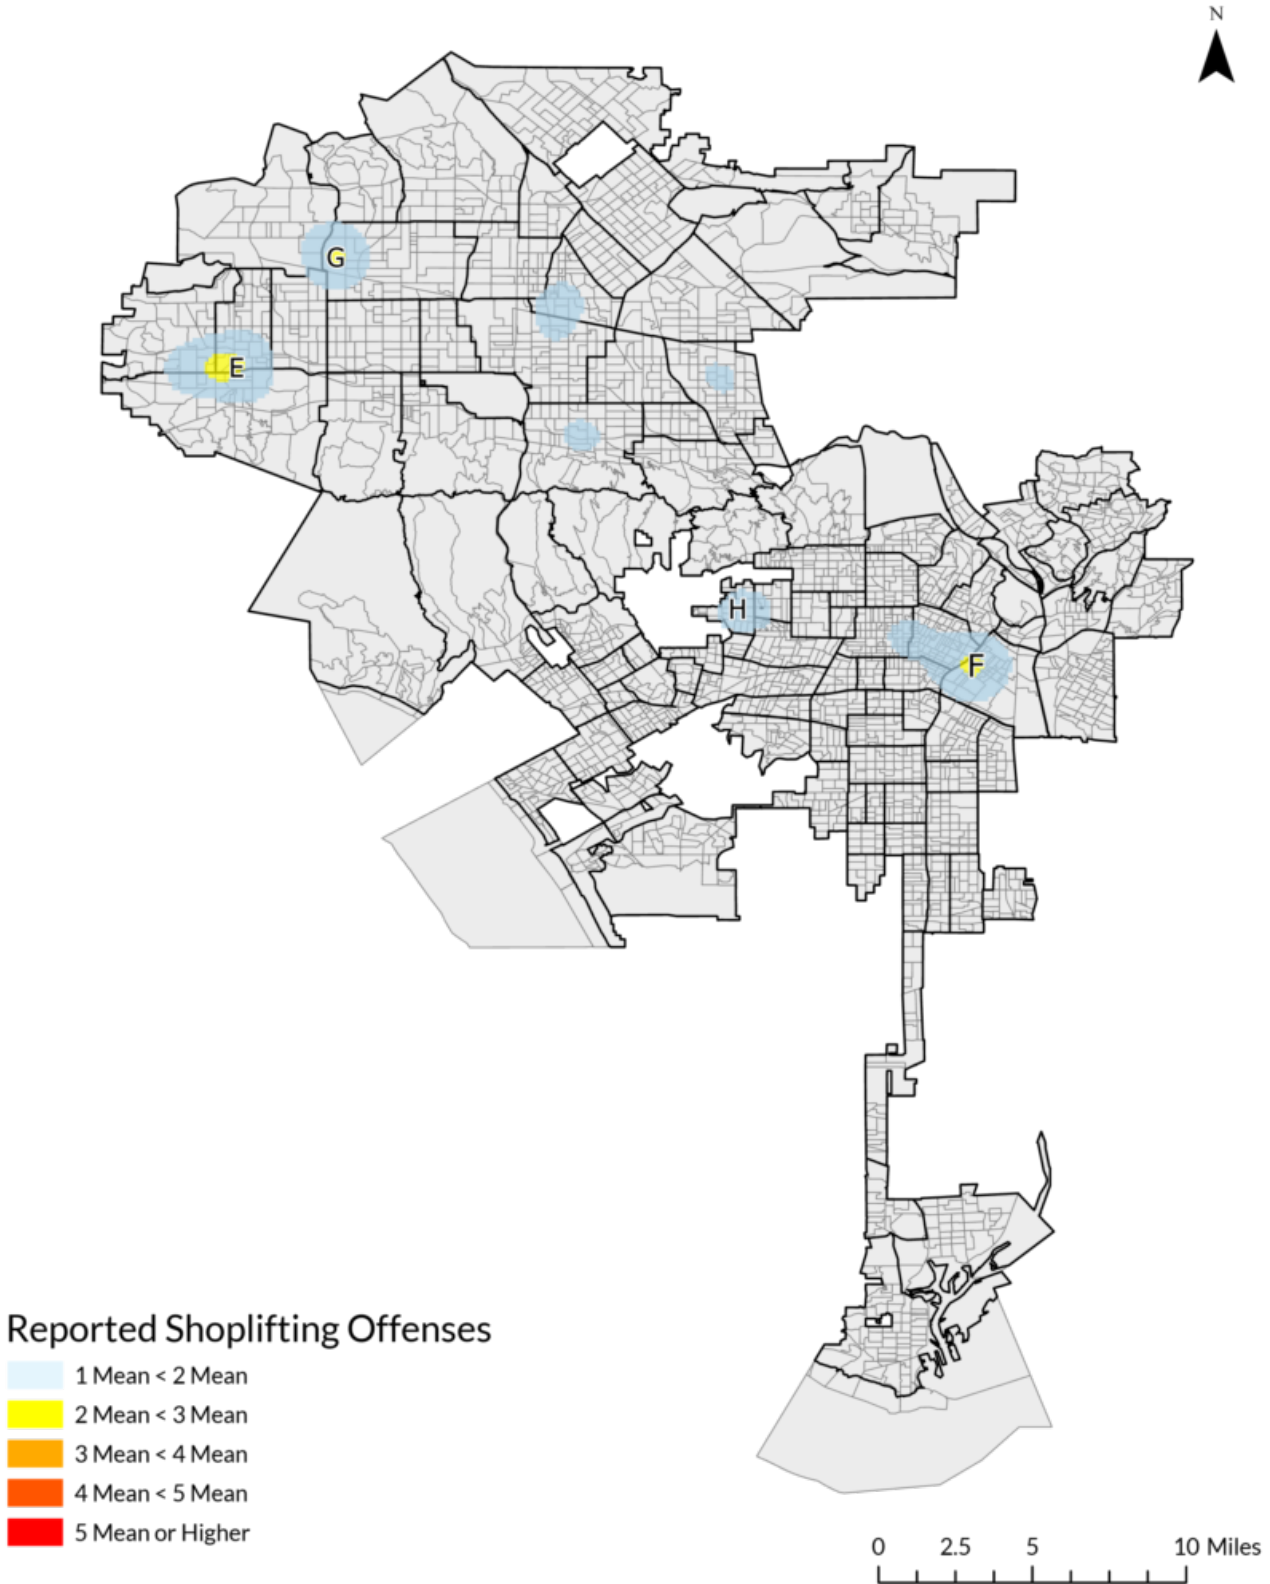 N
G
E
H
F
Reported Shoplifting Offenses
1 Mean < 2 Mean
2 Mean < 3 Mean
3 Mean < 4 Mean
4 Mean < 5 Mean
5 Mean or Higher
0 2.5 5 10 Miles